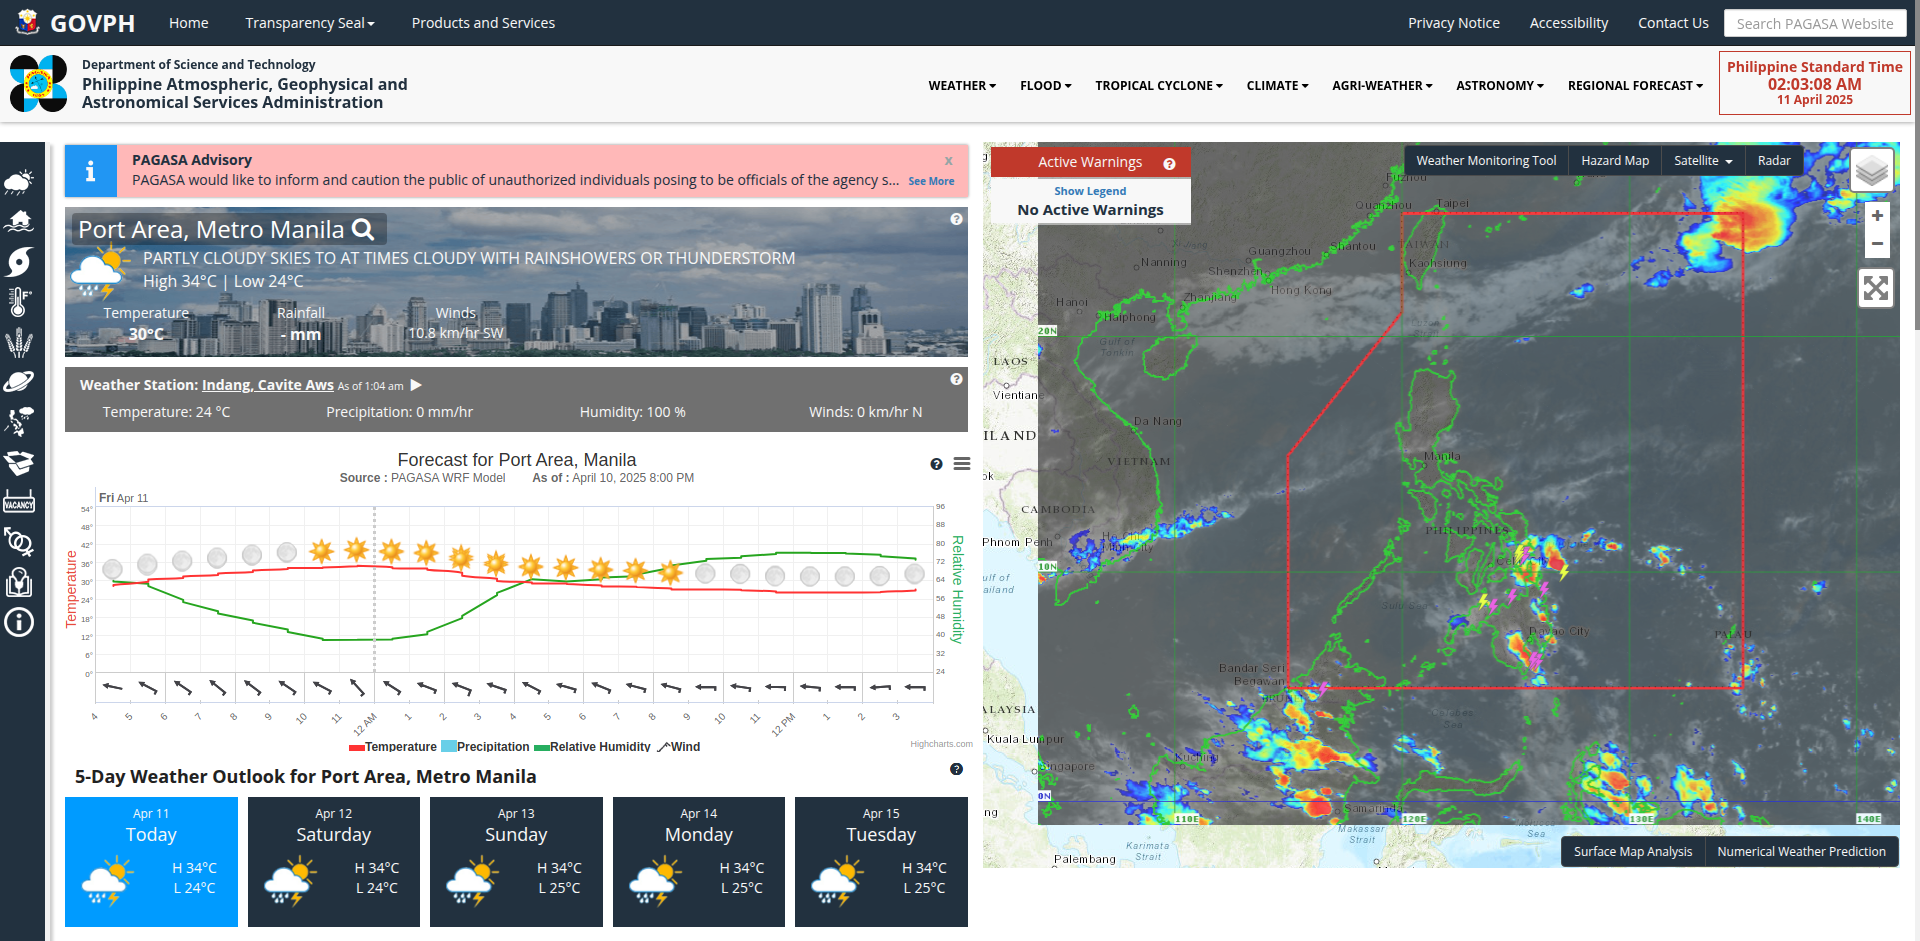 GOVPH
Home
Transparency Seal
Products and Services
Privacy Notice
Accessibility
Contact Us
Search PAGASA Website
Department of Science and Technology
Philippine Atmospheric, Geophysical and
Astronomical Services Administration
WEATHER
FLOOD
TROPICAL CYCLONE
CLIMATE
AGRI-WEATHER
ASTRONOMY
REGIONAL FORECAST
Philippine Standard Time
02:03:08 AM
11 April 2025
VACANCY
PAGASA Advisory
x
PAGASA would like to inform and caution the public of unauthorized individuals posing to be officials of the agency s... See More
Port Area, Metro Manila
PARTLY CLOUDY SKIES TO AT TIMES CLOUDY WITH RAINSHOWERS OR THUNDERSTORM
High 34°C | Low 24°C
Temperature
Rainfall
Winds
30°C
- mm
10.8 km/hr SW
Weather Station: Indang, Cavite Aws As of 1:04 am
Temperature: 24 °C
Precipitation: 0 mm/hr
Humidity: 100 %
Winds: 0 km/hr N
Forecast for Port Area, Manila
Source : PAGASA WRF Model As of : April 10, 2025 8:00 PM
Fri Apr 11
54°
48°
42°
36°
30°
24°
18°
12°
6°
0°
Temperature
96
88
80
72
64
56
48
40
32
24
Relative Humidity
4 5 6 7 8 9 10 11 12 AM 1 2 3 4 5 6 7 8 9 10 11 12 PM 1 2 3
Temperature Precipitation Relative Humidity Wind
Highcharts.com
5-Day Weather Outlook for Port Area, Metro Manila
Apr 11
Today
H 34°C
L 24°C
Apr 12
Saturday
H 34°C
L 24°C
Apr 13
Sunday
H 34°C
L 25°C
Apr 14
Monday
H 34°C
L 25°C
Apr 15
Tuesday
H 34°C
L 25°C
Active Warnings
Show Legend
No Active Warnings
Weather Monitoring Tool
Hazard Map
Satellite
Radar
+
−
Fuzhou
Quanzhou
Taipei
Guangzhou
Shantou
TAIWAN
Nanning
Shenzhen
Kaohsiung
Hong Kong
Zhanjiang
Hanoi
Haiphong
20N
Gulf of
Tonkin
LAOS
Vientiane
Da Nang
ILAND
VIETNAM
Manila
ok
CAMBODIA
PHILIPPINES
Phnom Penh
10N
ulf of
ailand
Sulu Sea
Davao City
PALAU
Bandar Seri
Begawan
ALAYSIA
Kuala Lumpur
Kuching
Singapore
0N
Samarinda
110E
120E
130E
140E
ng
Makassar
Strait
Karimata
Strait
Palembang
Sea
Surface Map Analysis
Numerical Weather Prediction